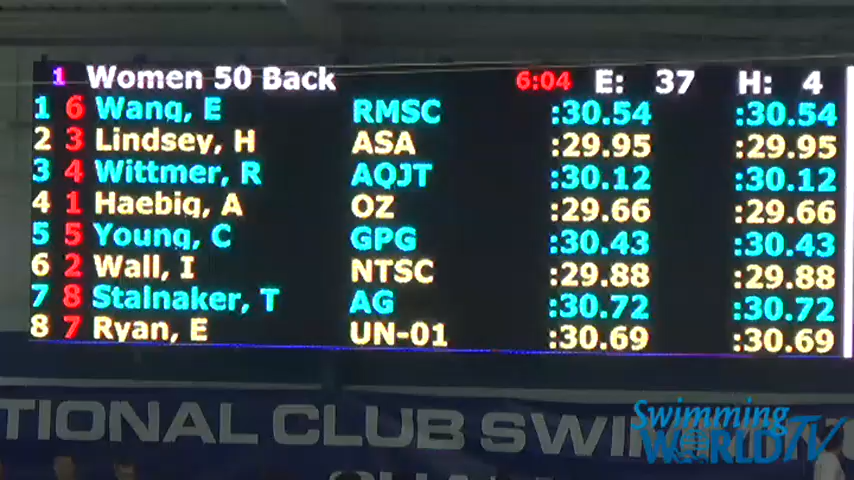 1 Women 50 Back 6:04 E: 37 H: 4
1 6 Wang, E RMSC :30.54 :30.54
2 3 Lindsey, H ASA :29.95 :29.95
3 4 Wittmer, R AQJT :30.12 :30.12
4 1 Haebig, A OZ :29.66 :29.66
5 5 Young, C GPG :30.43 :30.43
6 2 Wall, I NTSC :29.88 :29.88
7 8 Stalnaker, T AG :30.72 :30.72
8 7 Ryan, E UN-01 :30.69 :30.69
TIONAL CLUB SWIM
Swimming
WORLD TV